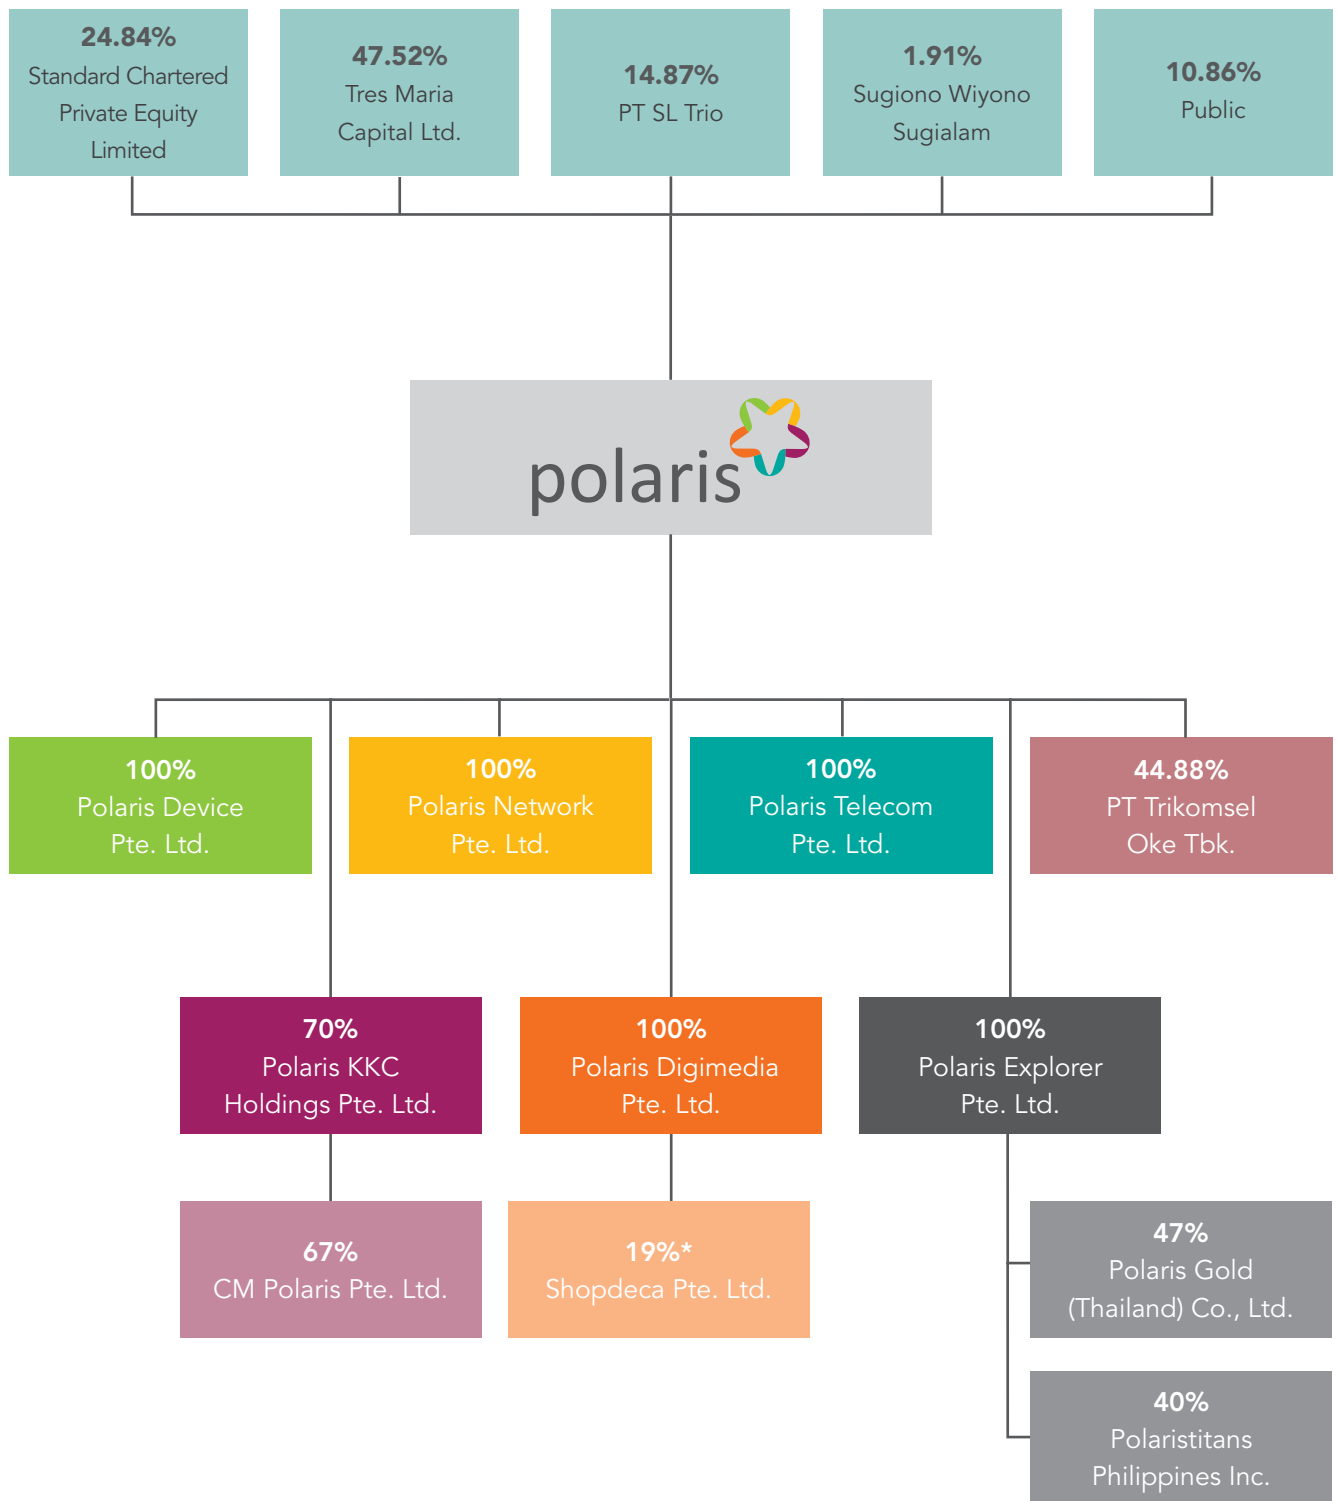 24.84%
Standard Chartered
Private Equity
Limited
47.52%
Tres Maria
Capital Ltd.
14.87%
PT SL Trio
1.91%
Sugiono Wiyono
Sugialam
10.86%
Public
polaris
100%
Polaris Device
Pte. Ltd.
100%
Polaris Network
Pte. Ltd.
100%
Polaris Telecom
Pte. Ltd.
44.88%
PT Trikomsel
Oke Tbk.
70%
Polaris KKC
Holdings Pte. Ltd.
100%
Polaris Digimedia
Pte. Ltd.
100%
Polaris Explorer
Pte. Ltd.
67%
CM Polaris Pte. Ltd.
19%*
Shopdeca Pte. Ltd.
47%
Polaris Gold
(Thailand) Co., Ltd.
40%
Polaristitans
Philippines Inc.